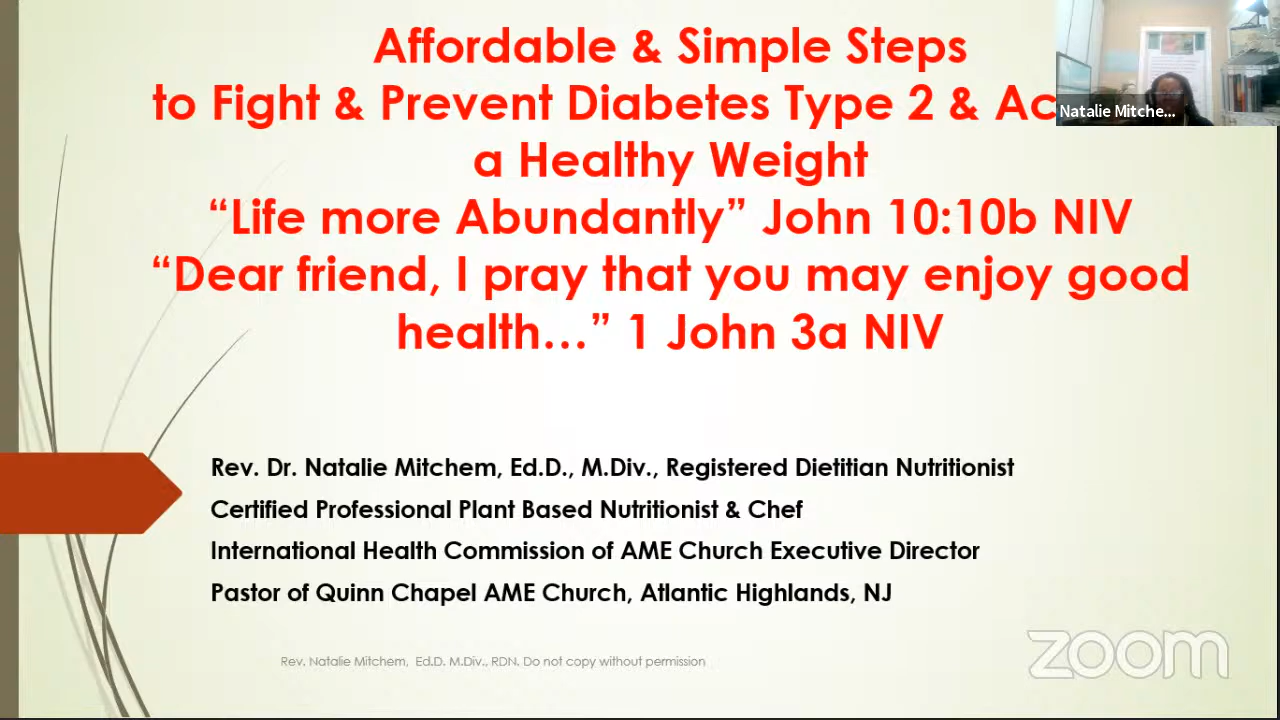 Affordable & Simple Steps
to Fight & Prevent Diabetes Type 2 & Ac
a Healthy Weight
“Life more Abundantly” John 10:10b NIV
“Dear friend, I pray that you may enjoy good
health…” 1 John 3a NIV
Natalie Mitche...
Rev. Dr. Natalie Mitchem, Ed.D., M.Div., Registered Dietitian Nutritionist
Certified Professional Plant Based Nutritionist & Chef
International Health Commission of AME Church Executive Director
Pastor of Quinn Chapel AME Church, Atlantic Highlands, NJ
Rev. Natalie Mitchem, Ed.D. M.Div., RDN. Do not copy without permission
zoom